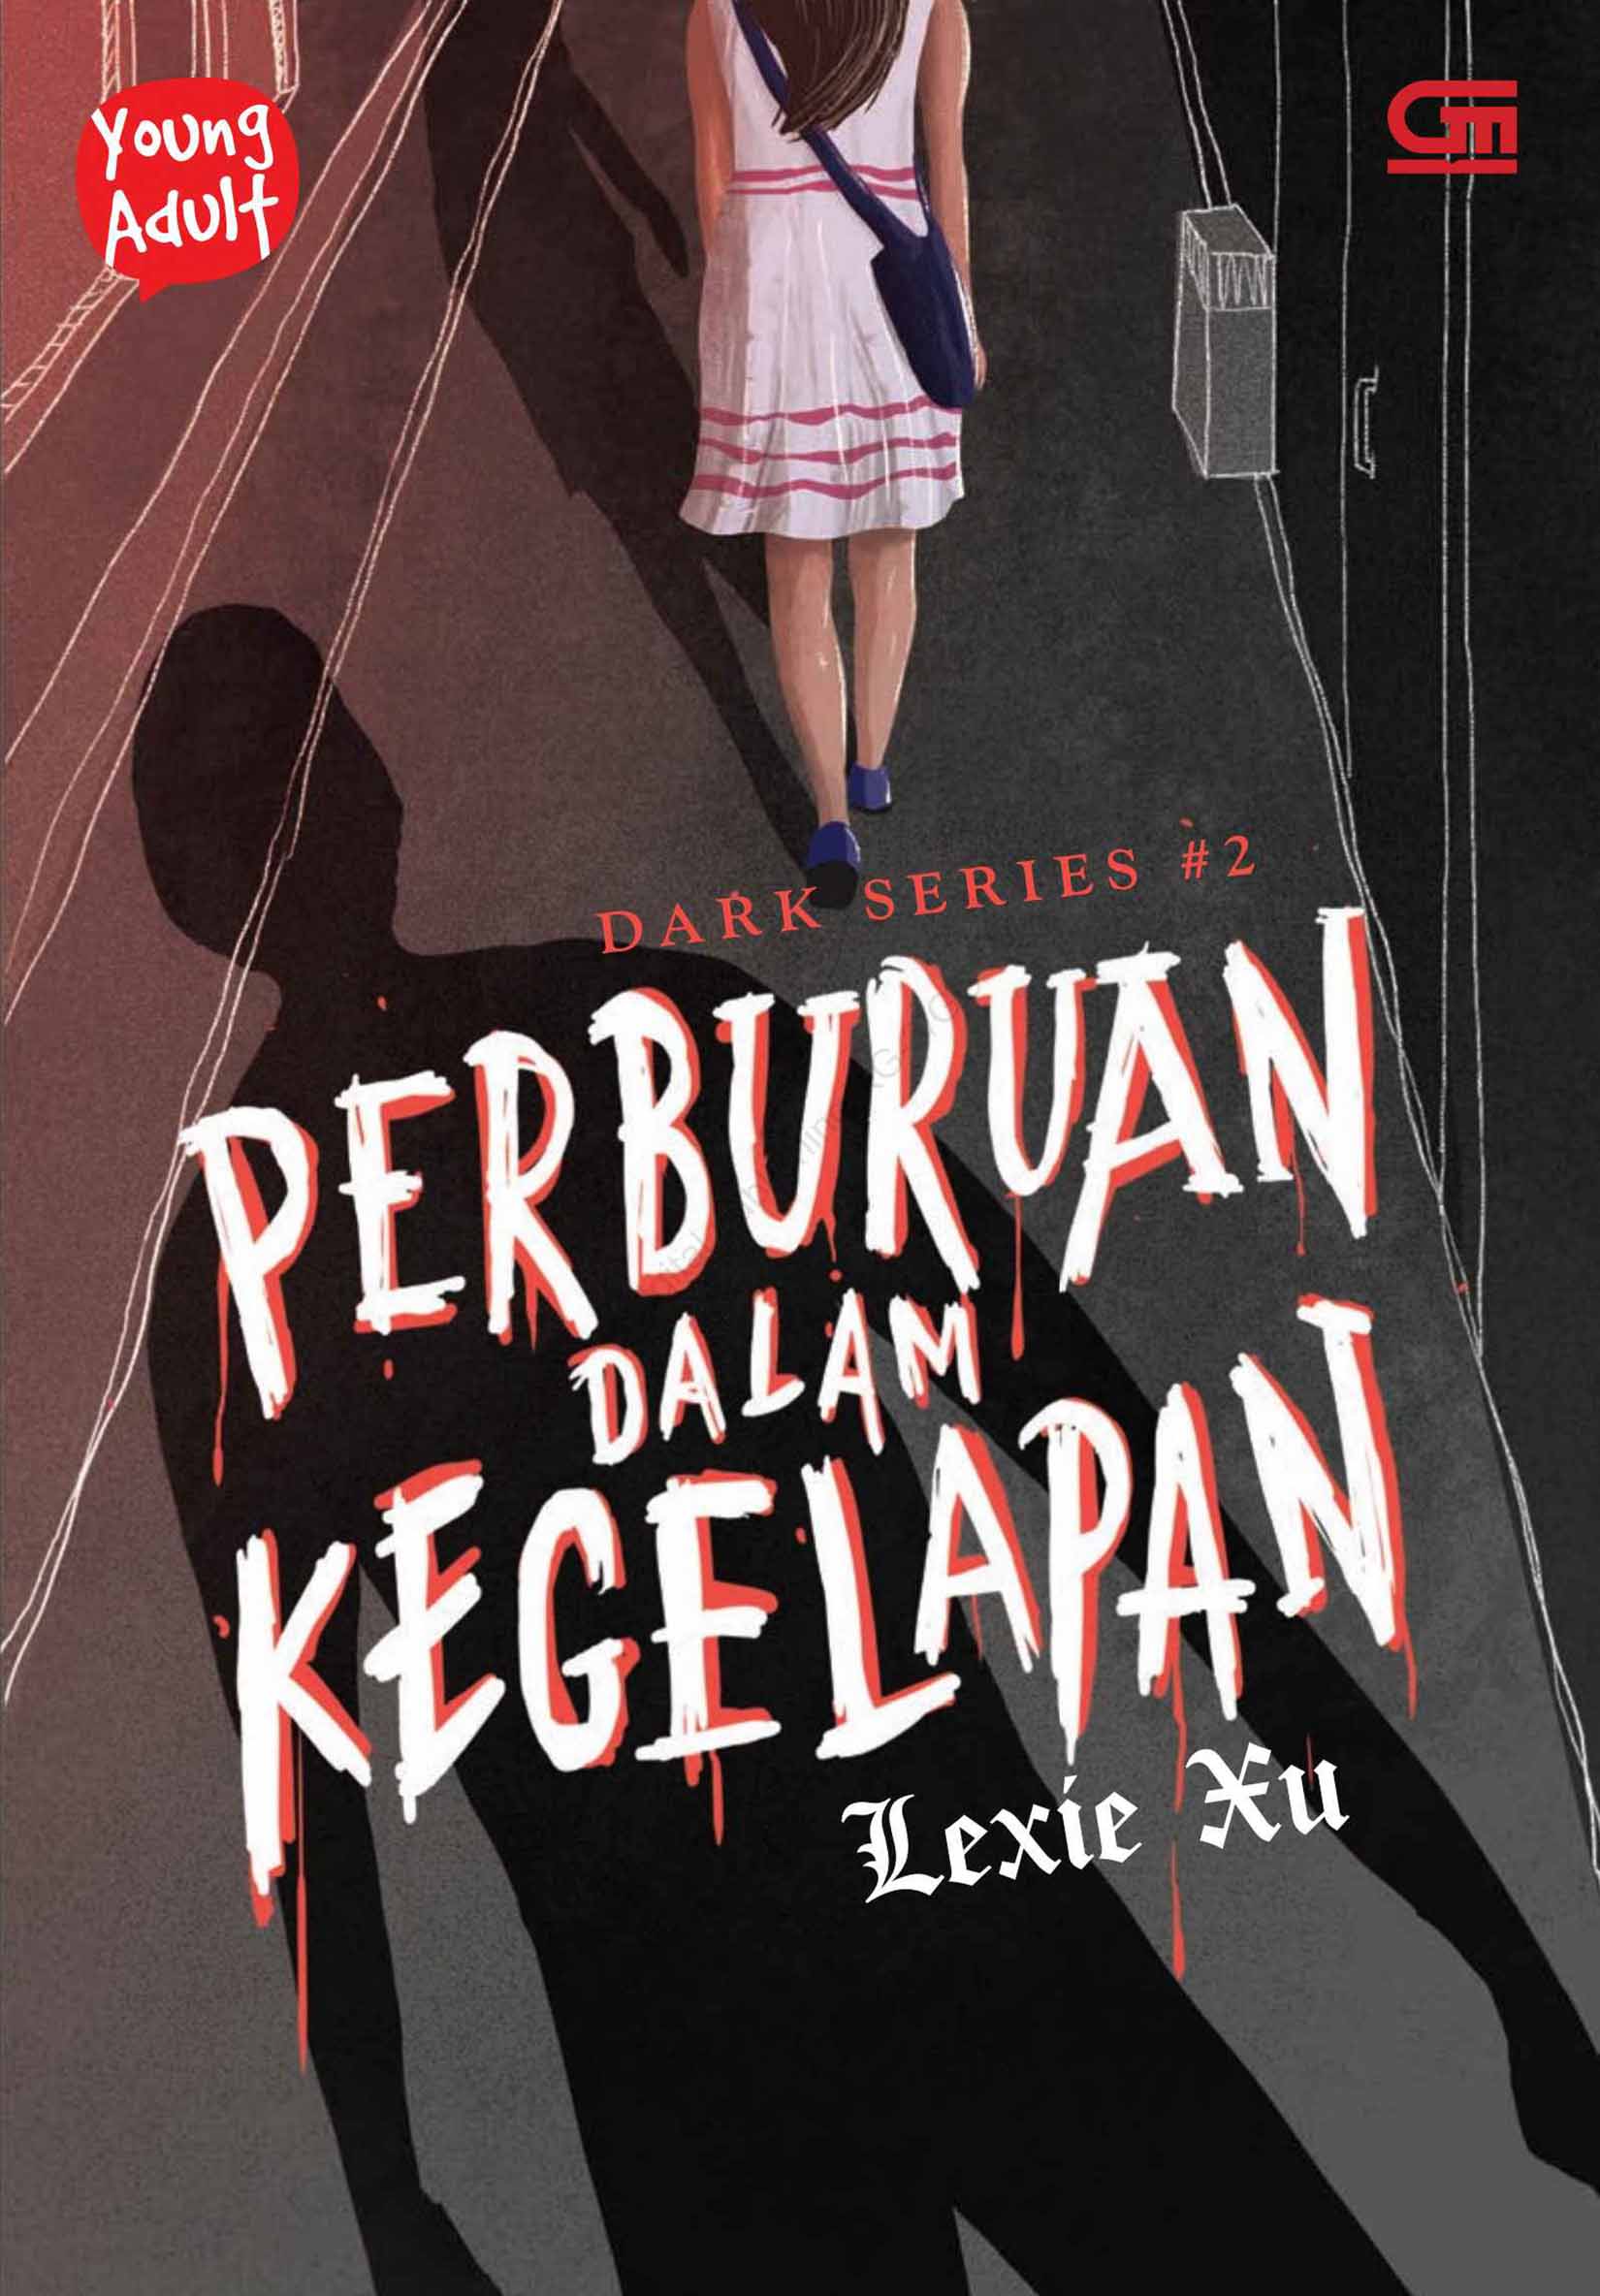 Young
Adult
DARK SERIES #2
PERBURUAN
DALAM
KEGELAPAN
Lexie Xu